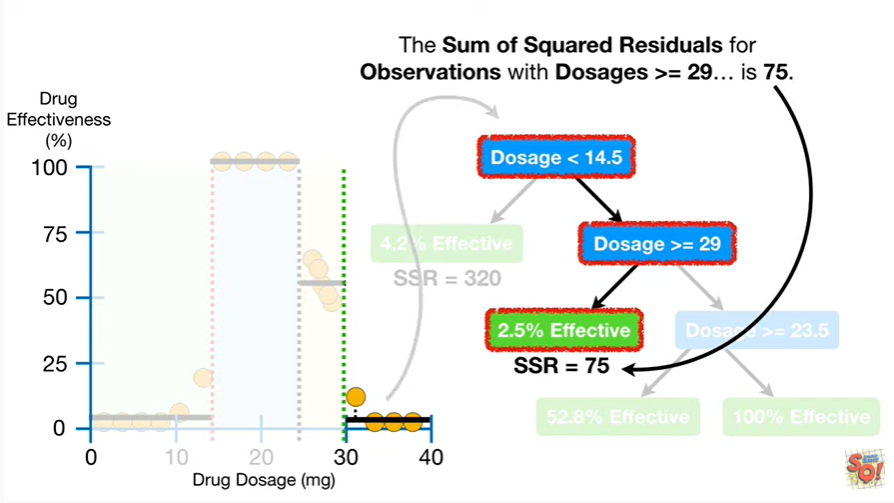 The Sum of Squared Residuals for
Observations with Dosages >= 29… is 75.
Drug
Effectiveness
(%)
100
75
50
25
0
0
10
20
30
40
Drug Dosage (mg)
Dosage < 14.5
4.2% Effective
SSR = 320
Dosage >= 29
2.5% Effective
SSR = 75
Dosage >= 23.5
52.8% Effective
100% Effective
SQ!